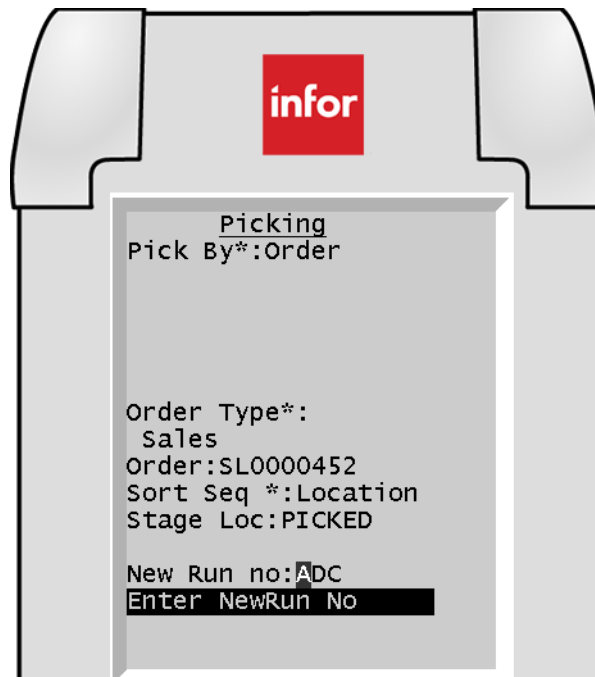 infor
Picking
Pick By*:Order
Order Type*:
Sales
Order:SL0000452
Sort Seq *:Location
Stage Loc:PICKED
New Run no:ADC
Enter NewRun No